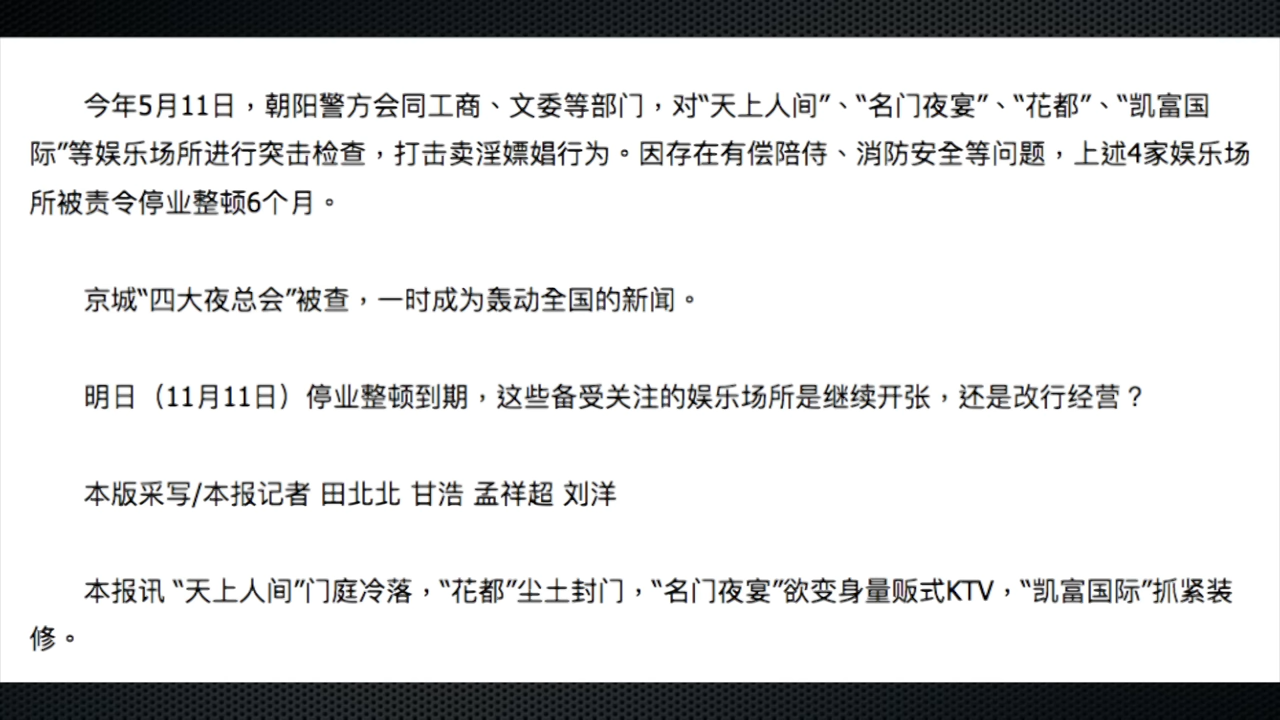 今年5月11日，朝阳警方会同工商、文委等部门，对“天上人间”、“名门夜宴”、“花都”、“凯富国
际”等娱乐场所进行突击检查，打击卖淫嫖娼行为。因存在有偿陪侍、消防安全等问题，上述4家娱乐场
所被责令停业整顿6个月。
京城“四大夜总会”被查，一时成为轰动全国的新闻。
明日（11月11日）停业整顿到期，这些备受关注的娱乐场所是继续开张，还是改行经营？
本版采写/本报记者 田北北 甘浩 孟祥超 刘洋
本报讯 “天上人间”门庭冷落，“花都”尘土封门，“名门夜宴”欲变身量贩式KTV，“凯富国际”抓紧装
修。